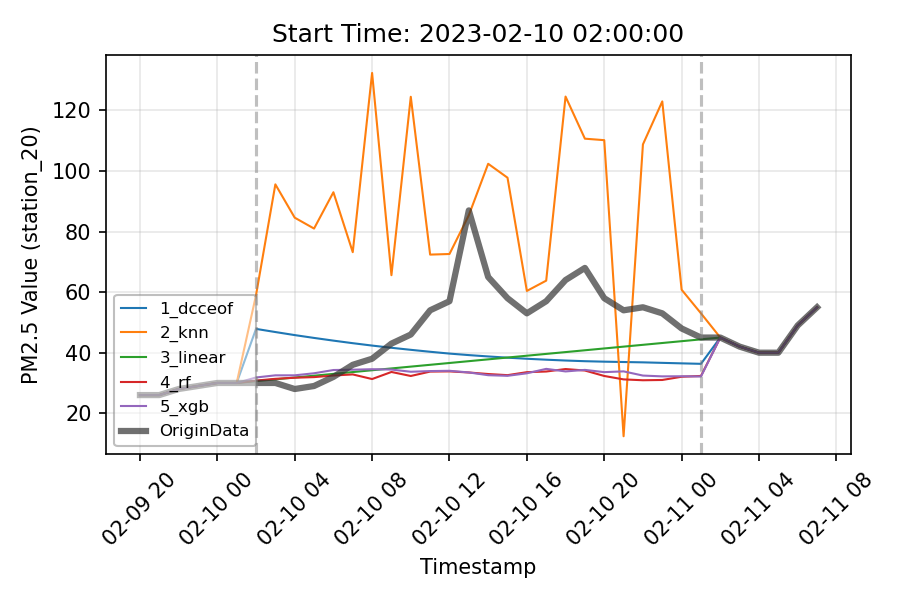 Start Time: 2023-02-10 02:00:00
PM2.5 Value (station_20)
120
100
80
60
40
20
1_dcceof
2_knn
3_linear
4_rf
5_xgb
OriginData
02-09 20
02-10 00
02-10 04
02-10 08
02-10 12
02-10 16
02-10 20
02-11 00
02-11 04
02-11 08
Timestamp